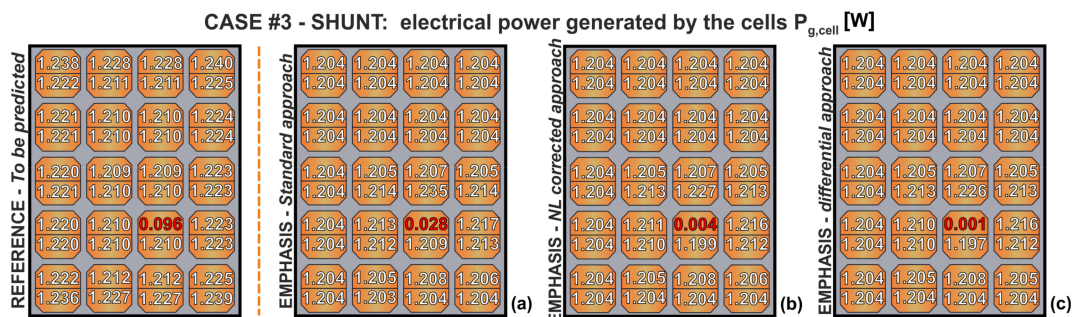 CASE #3 - SHUNT: electrical power generated by the cells P g,cell [W]
REFERENCE - To be predicted
1.238 1.228 1.228 1.240
1.222 1.211 1.211 1.225
1.221 1.210 1.210 1.224
1.221 1.210 1.210 1.224
1.220 1.209 1.209 1.223
1.221 1.210 1.210 1.223
1.220 1.210 0.096 1.223
1.220 1.210 1.210 1.223
1.222 1.212 1.212 1.225
1.236 1.227 1.227 1.239
EMPHASIS - Standard approach
1.204 1.204 1.204 1.204
1.204 1.204 1.204 1.204
1.204 1.204 1.204 1.204
1.204 1.204 1.204 1.204
1.204 1.205 1.207 1.205
1.204 1.214 1.235 1.214
1.204 1.213 0.028 1.217
1.204 1.212 1.209 1.213
1.204 1.205 1.208 1.206
1.204 1.203 1.204 1.204
(a)
EMPHASIS - NL corrected approach
1.204 1.204 1.204 1.204
1.204 1.204 1.204 1.204
1.204 1.204 1.204 1.204
1.204 1.204 1.204 1.204
1.204 1.205 1.207 1.205
1.204 1.213 1.227 1.213
1.204 1.211 0.004 1.216
1.204 1.210 1.199 1.212
1.204 1.205 1.208 1.206
1.204 1.204 1.204 1.204
(b)
EMPHASIS - differential approach
1.204 1.204 1.204 1.204
1.204 1.204 1.204 1.204
1.204 1.204 1.204 1.204
1.204 1.204 1.204 1.204
1.204 1.205 1.206 1.205
1.204 1.213 1.226 1.213
1.204 1.210 0.001 1.216
1.204 1.210 1.197 1.212
1.204 1.205 1.208 1.205
1.204 1.204 1.204 1.204
(c)